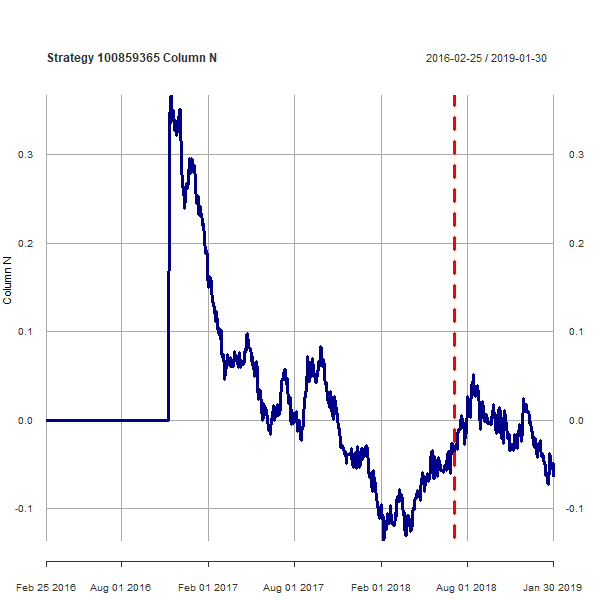 Strategy 100859365 Column N
2016-02-25 / 2019-01-30
Column N
0.3
0.2
0.1
0.0
-0.1
0.3
0.2
0.1
0.0
-0.1
Feb 25 2016
Aug 01 2016
Feb 01 2017
Aug 01 2017
Feb 01 2018
Aug 01 2018
Jan 30 2019